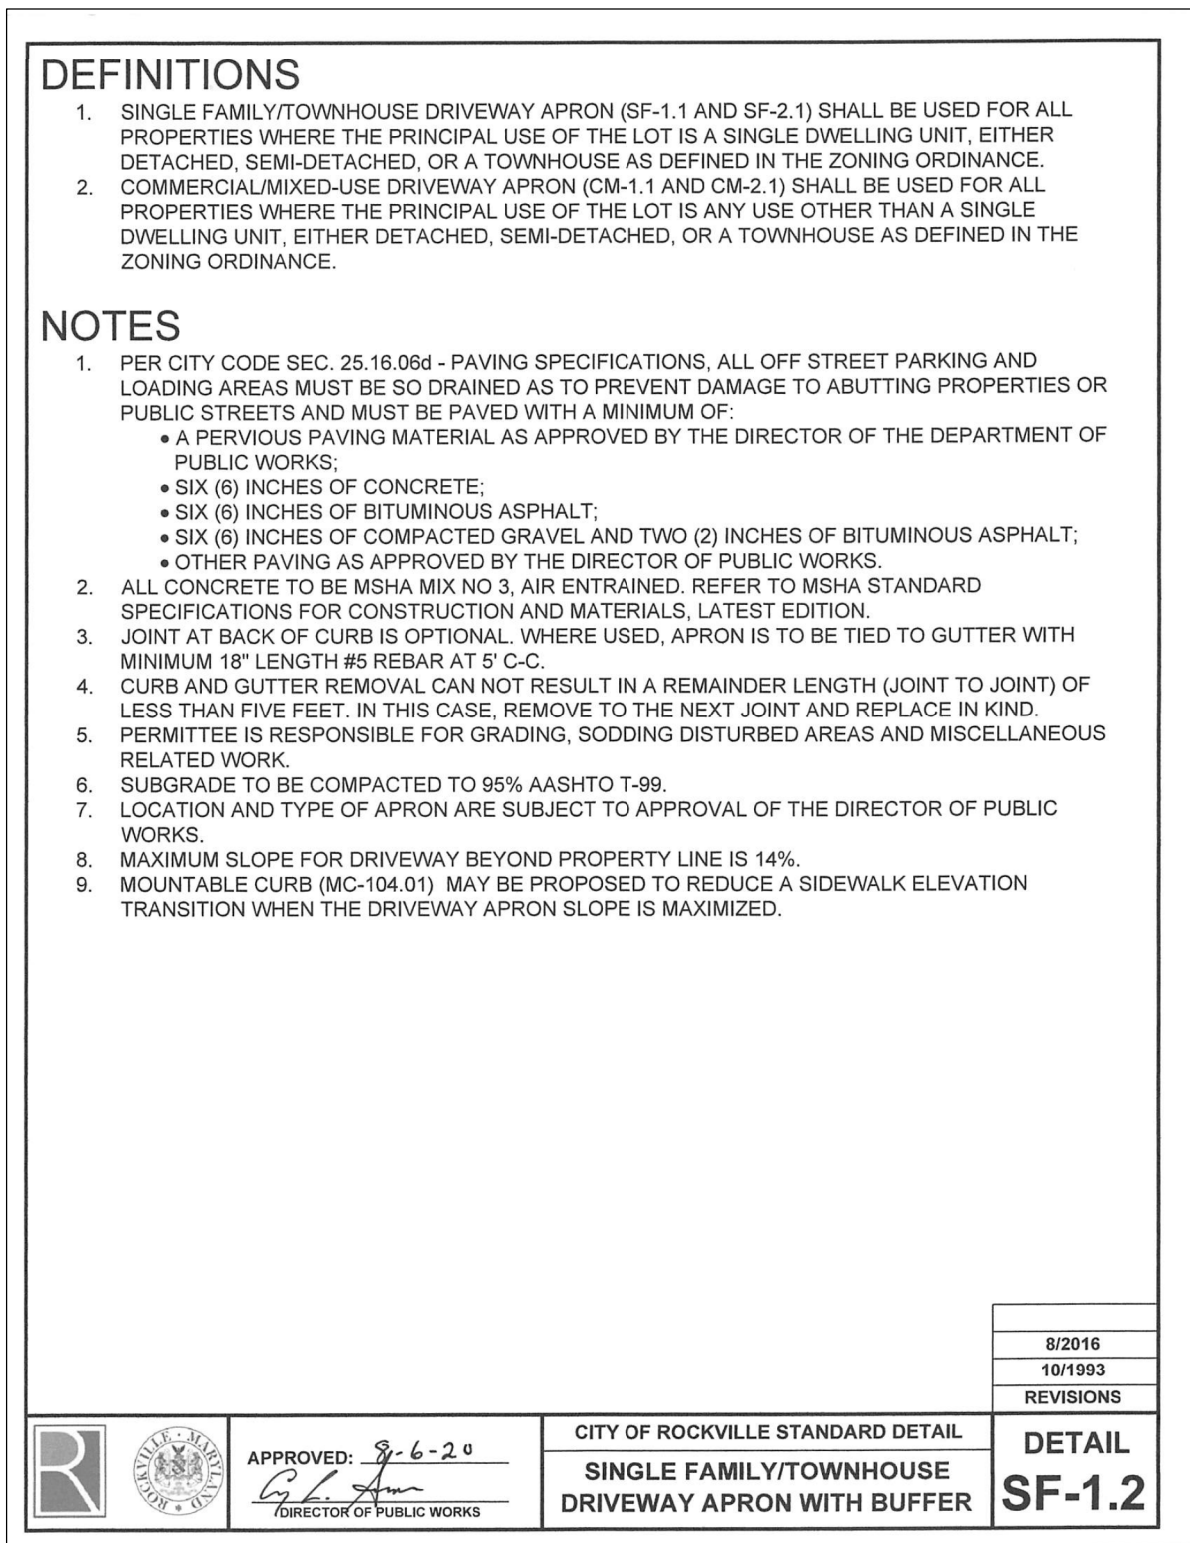 DEFINITIONS
1. SINGLE FAMILY/TOWNHOUSE DRIVEWAY APRON (SF-1.1 AND SF-2.1) SHALL BE USED FOR ALL
PROPERTIES WHERE THE PRINCIPAL USE OF THE LOT IS A SINGLE DWELLING UNIT, EITHER
DETACHED, SEMI-DETACHED, OR A TOWNHOUSE AS DEFINED IN THE ZONING ORDINANCE.
2. COMMERCIAL/MIXED-USE DRIVEWAY APRON (CM-1.1 AND CM-2.1) SHALL BE USED FOR ALL
PROPERTIES WHERE THE PRINCIPAL USE OF THE LOT IS ANY USE OTHER THAN A SINGLE
DWELLING UNIT, EITHER DETACHED, SEMI-DETACHED, OR A TOWNHOUSE AS DEFINED IN THE
ZONING ORDINANCE.
NOTES
1. PER CITY CODE SEC. 25.16.06d - PAVING SPECIFICATIONS, ALL OFF STREET PARKING AND
LOADING AREAS MUST BE SO DRAINED AS TO PREVENT DAMAGE TO ABUTTING PROPERTIES OR
PUBLIC STREETS AND MUST BE PAVED WITH A MINIMUM OF:
• A PERVIOUS PAVING MATERIAL AS APPROVED BY THE DIRECTOR OF THE DEPARTMENT OF
PUBLIC WORKS;
• SIX (6) INCHES OF CONCRETE;
• SIX (6) INCHES OF BITUMINOUS ASPHALT;
• SIX (6) INCHES OF COMPACTED GRAVEL AND TWO (2) INCHES OF BITUMINOUS ASPHALT;
• OTHER PAVING AS APPROVED BY THE DIRECTOR OF PUBLIC WORKS.
2. ALL CONCRETE TO BE MSHA MIX NO 3, AIR ENTRAINED. REFER TO MSHA STANDARD
SPECIFICATIONS FOR CONSTRUCTION AND MATERIALS, LATEST EDITION.
3. JOINT AT BACK OF CURB IS OPTIONAL. WHERE USED, APRON IS TO BE TIED TO GUTTER WITH
MINIMUM 18" LENGTH #5 REBAR AT 5' C-C.
4. CURB AND GUTTER REMOVAL CAN NOT RESULT IN A REMAINDER LENGTH (JOINT TO JOINT) OF
LESS THAN FIVE FEET. IN THIS CASE, REMOVE TO THE NEXT JOINT AND REPLACE IN KIND.
5. PERMITTEE IS RESPONSIBLE FOR GRADING, SODDING DISTURBED AREAS AND MISCELLANEOUS
RELATED WORK.
6. SUBGRADE TO BE COMPACTED TO 95% AASHTO T-99.
7. LOCATION AND TYPE OF APRON ARE SUBJECT TO APPROVAL OF THE DIRECTOR OF PUBLIC
WORKS.
8. MAXIMUM SLOPE FOR DRIVEWAY BEYOND PROPERTY LINE IS 14%.
9. MOUNTABLE CURB (MC-104.01) MAY BE PROPOSED TO REDUCE A SIDEWALK ELEVATION
TRANSITION WHEN THE DRIVEWAY APRON SLOPE IS MAXIMIZED.
8/2016
10/1993
REVISIONS
R
ROCKVILLE · MARYLAND
APPROVED: 8-6-20
DIRECTOR OF PUBLIC WORKS
CITY OF ROCKVILLE STANDARD DETAIL
SINGLE FAMILY/TOWNHOUSE
DRIVEWAY APRON WITH BUFFER
DETAIL
SF-1.2